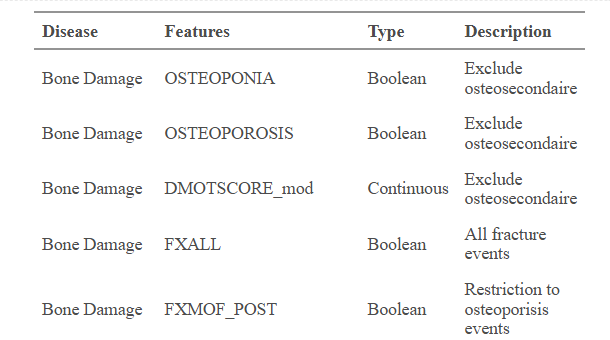 Disease Features Type Description
Bone Damage OSTEOPONIA Boolean Exclude
osteosecondaire
Bone Damage OSTEOPOROSIS Boolean Exclude
osteosecondaire
Bone Damage DMOTSCORE_mod Continuous Exclude
osteosecondaire
Bone Damage FXALL Boolean All fracture
events
Bone Damage FXMOF_POST Boolean Restriction to
osteoporisis
events